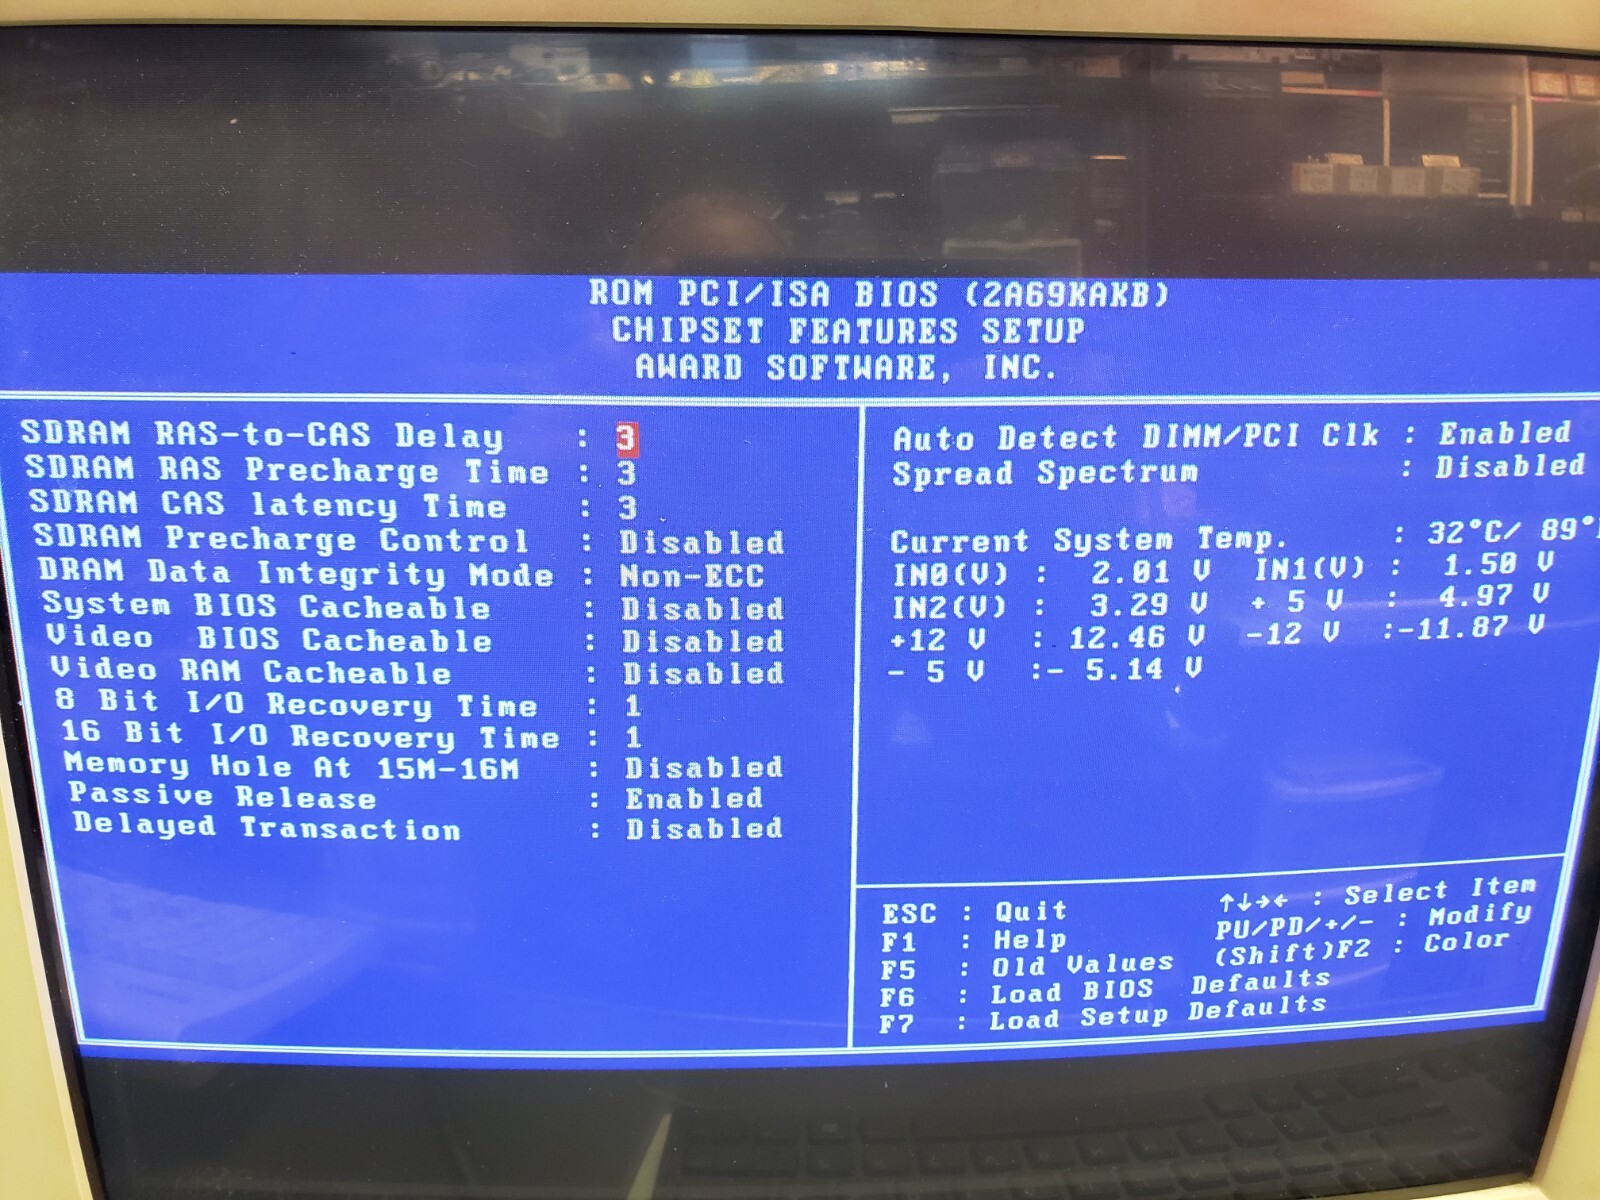 ROM PCI/ISA BIOS (2A69KAKB)
CHIPSET FEATURES SETUP
AWARD SOFTWARE, INC.
SDRAM RAS-to-CAS Delay : 3
SDRAM RAS Precharge Time : 3
SDRAM CAS latency Time : 3
SDRAM Precharge Control : Disabled
DRAM Data Integrity Mode : Non-ECC
System BIOS Cacheable : Disabled
Video BIOS Cacheable : Disabled
Video RAM Cacheable : Disabled
8 Bit I/O Recovery Time : 1
16 Bit I/O Recovery Time : 1
Memory Hole At 15M-16M : Disabled
Passive Release : Enabled
Delayed Transaction : Disabled
Auto Detect DIMM/PCI Clk : Enabled
Spread Spectrum : Disabled
Current System Temp. : 32°C/ 89°
IN0(V) : 2.01 V IN1(V) : 1.50 V
IN2(V) : 3.29 V + 5 V : 4.97 V
+12 V : 12.46 V -12 V :-11.87 V
- 5 V :- 5.14 V
ESC : Quit ↑↓→← : Select Item
F1 : Help PU/PD/+/- : Modify
F5 : Old Values (Shift)F2 : Color
F6 : Load BIOS Defaults
F7 : Load Setup Defaults